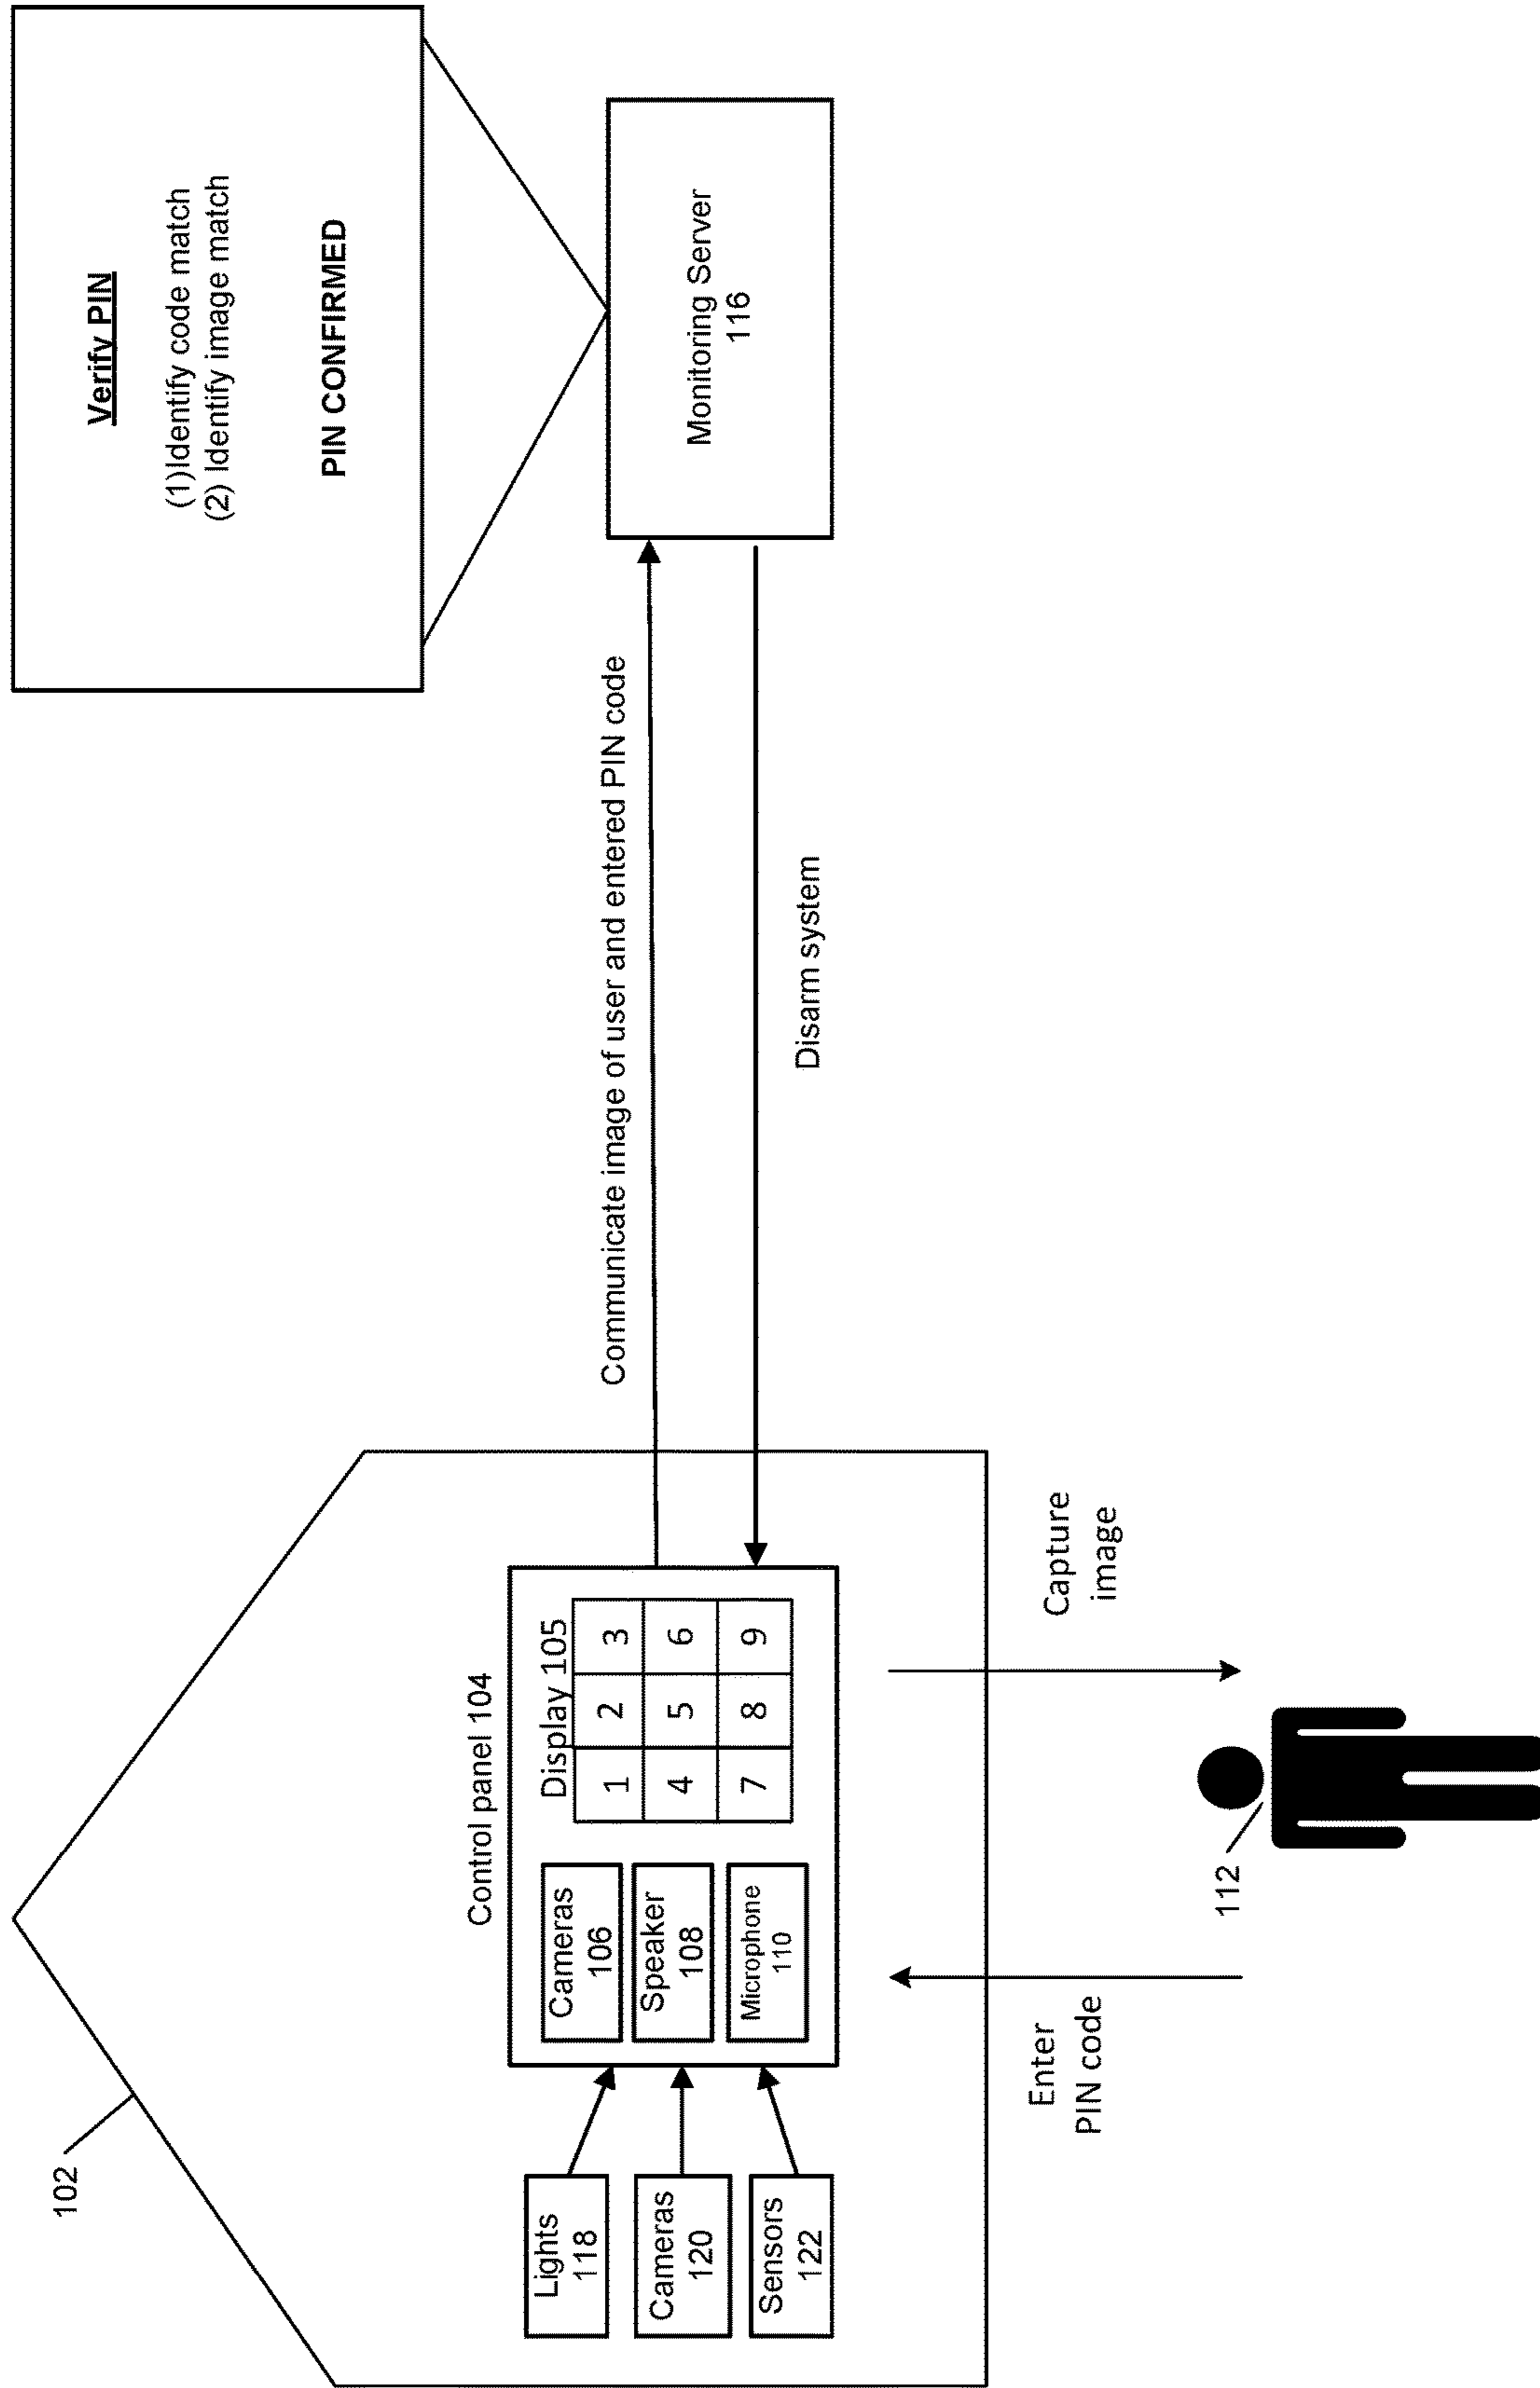 Verify PIN
(1)Identify code match
(2) Identify image match
PIN CONFIRMED
102
Control panel 104
Display 105
Lights
118
Cameras
120
Sensors
122
Cameras
106
Speaker
108
Microphone
110
1 2 3
4 5 6
7 8 9
Communicate image of user and entered PIN code
Disarm system
Monitoring Server
116
Enter
PIN code
Capture
image
112